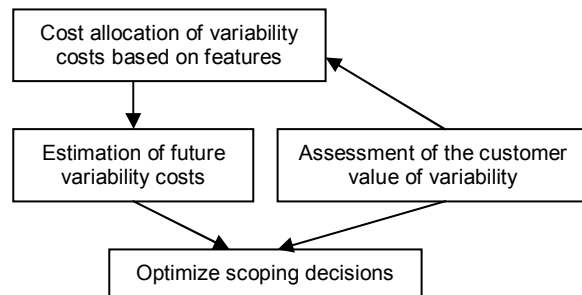 Cost allocation of variability
costs based on features
Estimation of future
variability costs
Assessment of the customer
value of variability
Optimize scoping decisions